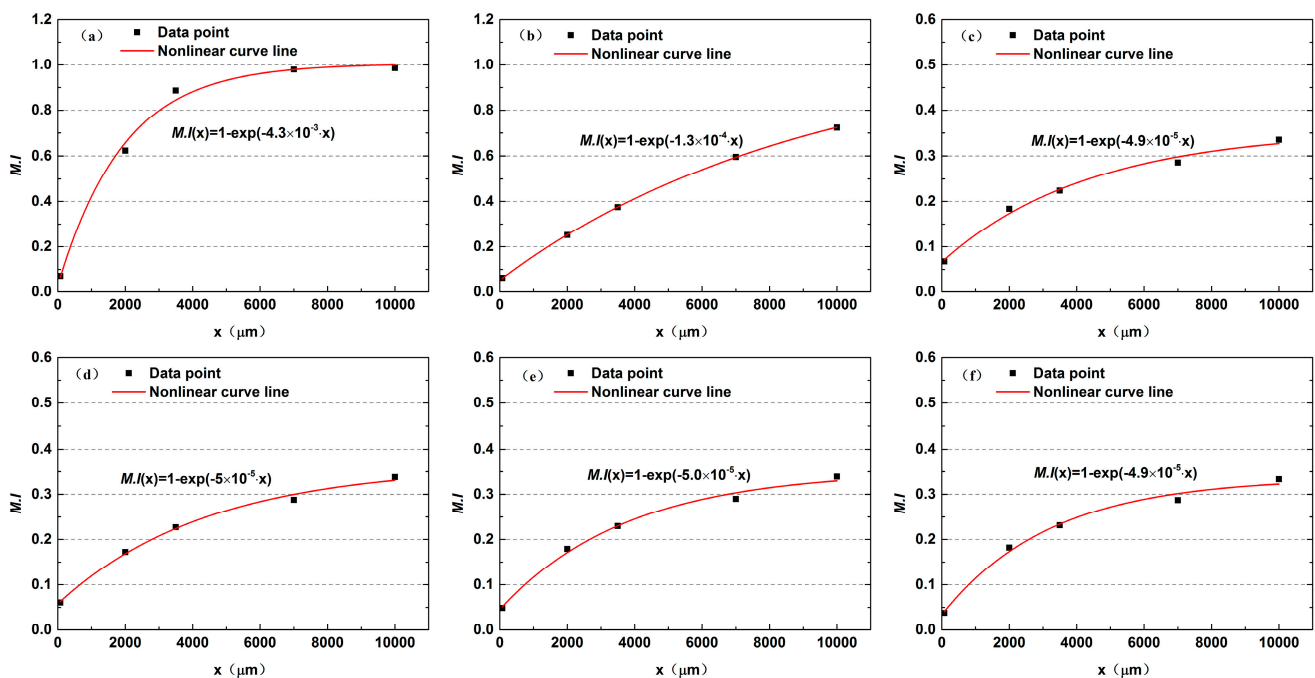 (a)
Data point
Nonlinear curve line
M.I(x)=1-exp(-4.3×10⁻³·x)
M.I
1.2
1.0
0.8
0.6
0.4
0.2
0.0
0 2000 4000 6000 8000 10000
x（μm）
（b）
Data point
Nonlinear curve line
M.I(x)=1-exp(-1.3×10⁻⁴·x)
M.I
1.2
1.0
0.8
0.6
0.4
0.2
0.0
0 2000 4000 6000 8000 10000
x（μm）
（c）
Data point
Nonlinear curve line
M.I(x)=1-exp(-4.9×10⁻⁵·x)
M.I
0.6
0.5
0.4
0.3
0.2
0.1
0.0
0 2000 4000 6000 8000 10000
x（μm）
（d）
Data point
Nonlinear curve line
M.I(x)=1-exp(-5×10⁻⁵·x)
M.I
0.6
0.5
0.4
0.3
0.2
0.1
0.0
0 2000 4000 6000 8000 10000
x（μm）
（e）
Data point
Nonlinear curve line
M.I(x)=1-exp(-5.0×10⁻⁵·x)
M.I
0.6
0.5
0.4
0.3
0.2
0.1
0.0
0 2000 4000 6000 8000 10000
x（μm）
（f）
Data point
Nonlinear curve line
M.I(x)=1-exp(-4.9×10⁻⁵·x)
M.I
0.6
0.5
0.4
0.3
0.2
0.1
0.0
0 2000 4000 6000 8000 10000
x（μm）